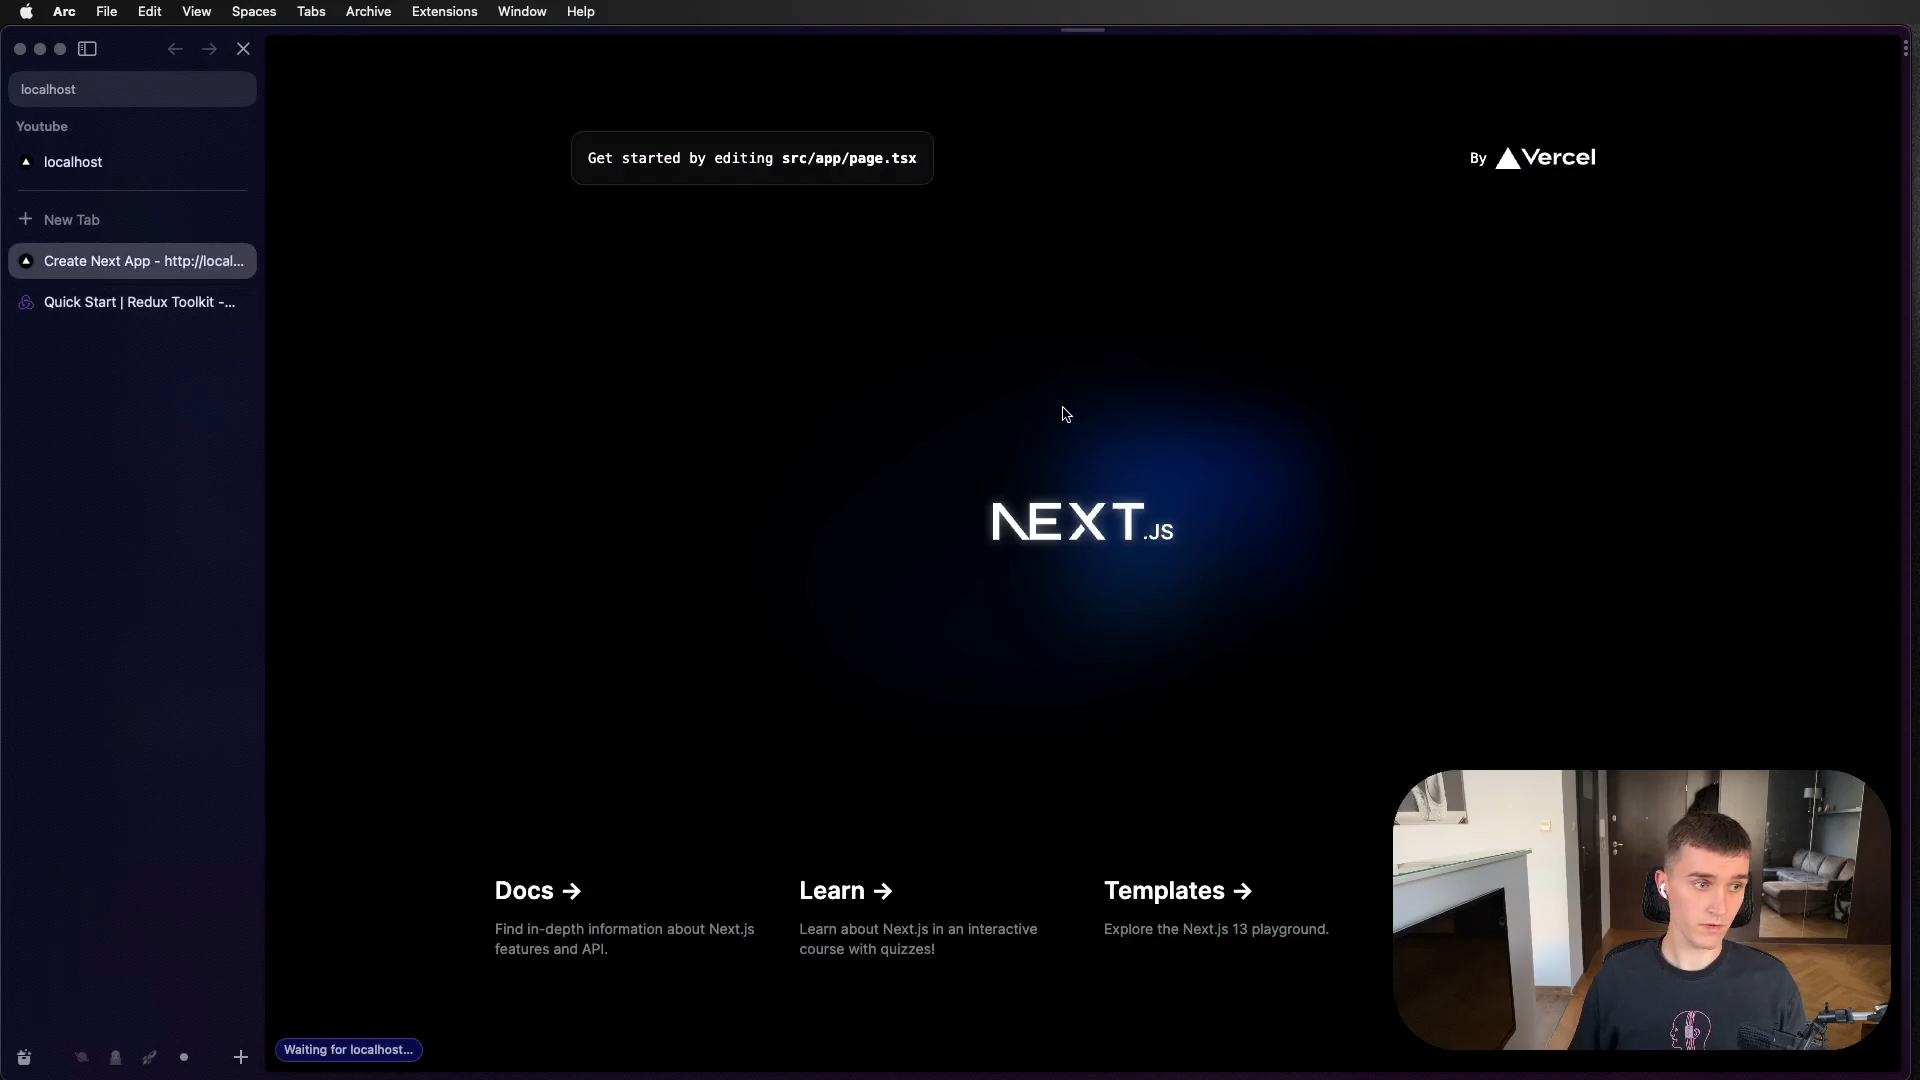 Arc File Edit View Spaces Tabs Archive Extensions Window Help
localhost
Youtube
localhost
New Tab
Create Next App - http://local...
Quick Start | Redux Toolkit -...
Get started by editing src/app/page.tsx
By Vercel
NEXT.JS
Docs →
Find in-depth information about Next.js
features and API.
Learn →
Learn about Next.js in an interactive
course with quizzes!
Templates →
Explore the Next.js 13 playground.
Waiting for localhost...